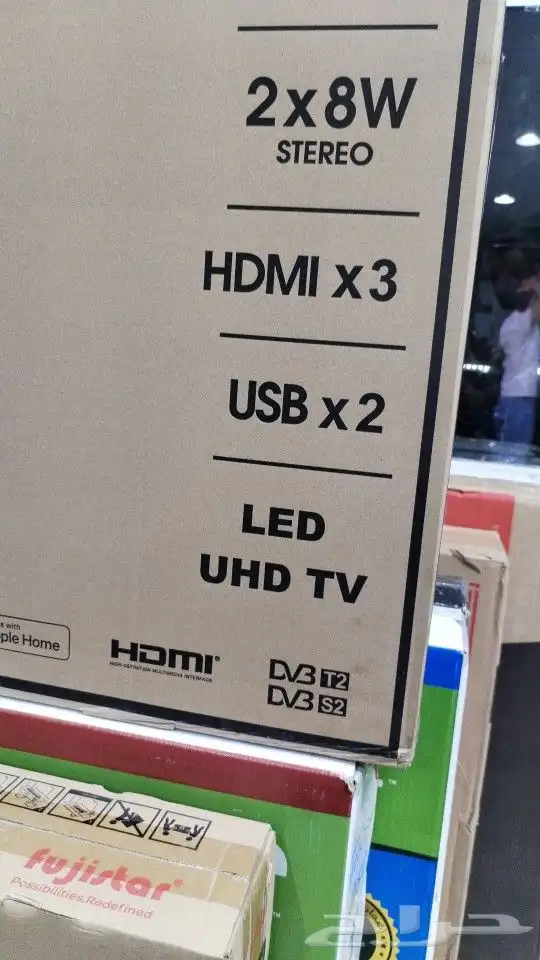 2x8W
STEREO
HDMI x3
USB x2
LED
UHD TV
s with
ple Home
HDMI
HIGH-DEFINITION MULTIMEDIA INTERFACE
DVB T2
DVB S2
fujistar®
Possibilities, Redefined
حراج